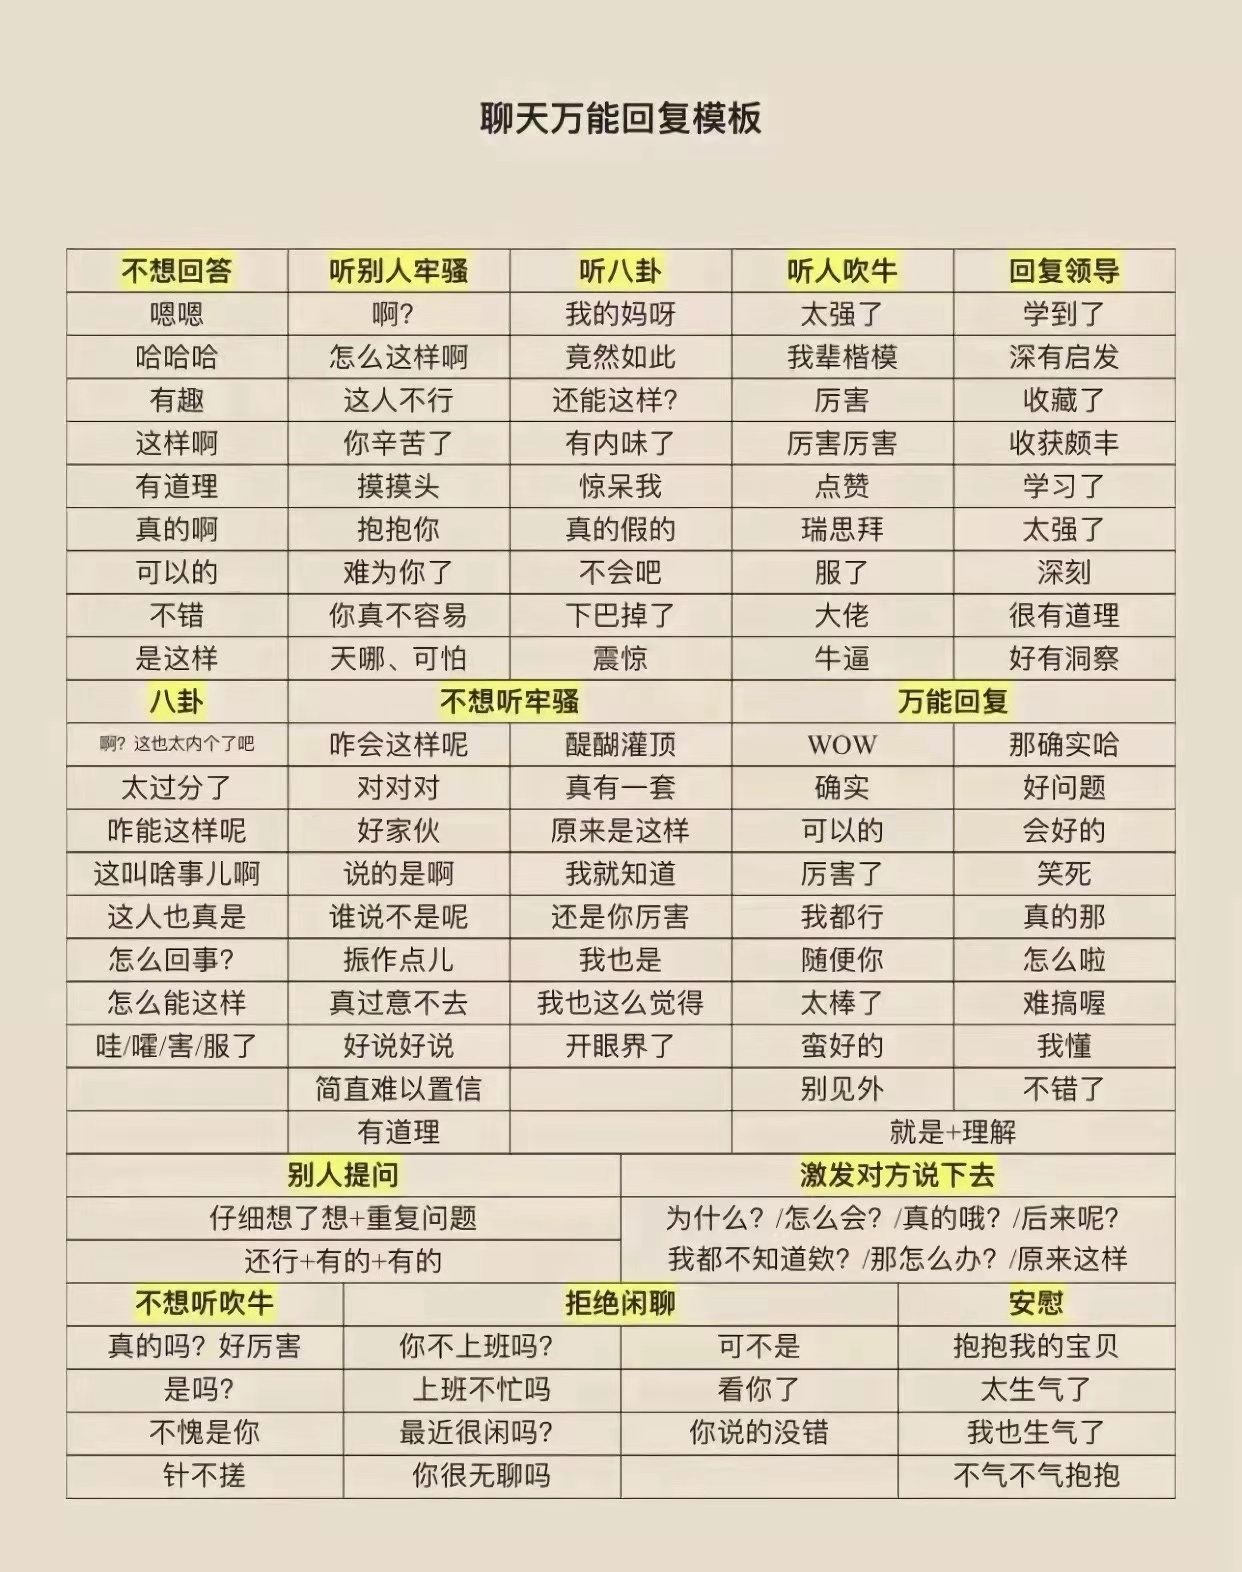 聊天万能回复模板
不想回答 听别人牢骚 听八卦 听人吹牛 回复领导
嗯嗯 啊？ 我的妈呀 太强了 学到了
哈哈哈 怎么这样啊 竟然如此 我辈楷模 深有启发
有趣 这人不行 还能这样？ 厉害 收藏了
这样啊 你辛苦了 有内味了 厉害厉害 收获颇丰
有道理 摸摸头 惊呆我 点赞 学习了
真的啊 抱抱你 真的假的 瑞思拜 太强了
可以的 难为你了 不会吧 服了 深刻
不错 你真不容易 下巴掉了 大佬 很有道理
是这样 天哪、可怕 震惊 牛逼 好有洞察
八卦 不想听牢骚 万能回复
啊？这也太内个了吧 咋会这样呢 醍醐灌顶 WOW 那确实哈
太过分了 对对对 真有一套 确实 好问题
咋能这样呢 好家伙 原来是这样 可以的 会好的
这叫啥事儿啊 说的是啊 我就知道 厉害了 笑死
这人也真是 谁说不是呢 还是你厉害 我都行 真的那
怎么回事？ 振作点儿 我也是 随便你 怎么啦
怎么能这样 真过意不去 我也这么觉得 太棒了 难搞喔
哇/嚯/害/服了 好说好说 开眼界了 蛮好的 我懂
简直难以置信 别见外 不错了
有道理 就是+理解
别人提问 激发对方说下去
仔细想了想+重复问题 为什么？/怎么会？/真的哦？/后来呢？
还行+有的+有的 我都不知道欸？/那怎么办？/原来这样
不想听吹牛 拒绝闲聊 安慰
真的吗？好厉害 你不上班吗？ 可不是 抱抱我的宝贝
是吗？ 上班不忙吗 看你了 太生气了
不愧是你 最近很闲吗？ 你说的没错 我也生气了
针不搓 你很无聊吗 不气不气抱抱